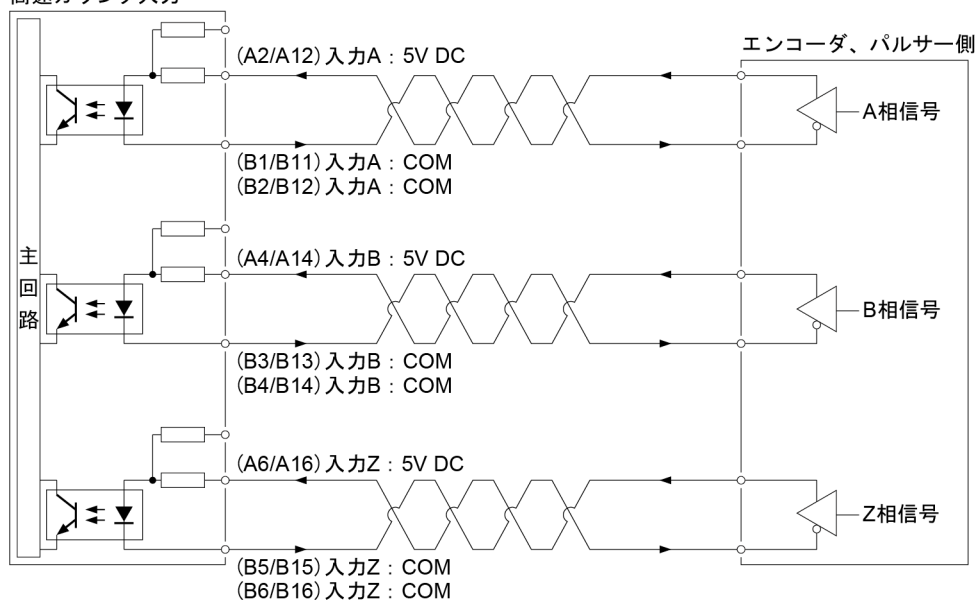 エンコーダ、パルサー側
(A2/A12)入力A：5V DC
A相信号
(B1/B11)入力A：COM
(B2/B12)入力A：COM
主回路
(A4/A14)入力B：5V DC
B相信号
(B3/B13)入力B：COM
(B4/B14)入力B：COM
(A6/A16)入力Z：5V DC
Z相信号
(B5/B15)入力Z：COM
(B6/B16)入力Z：COM